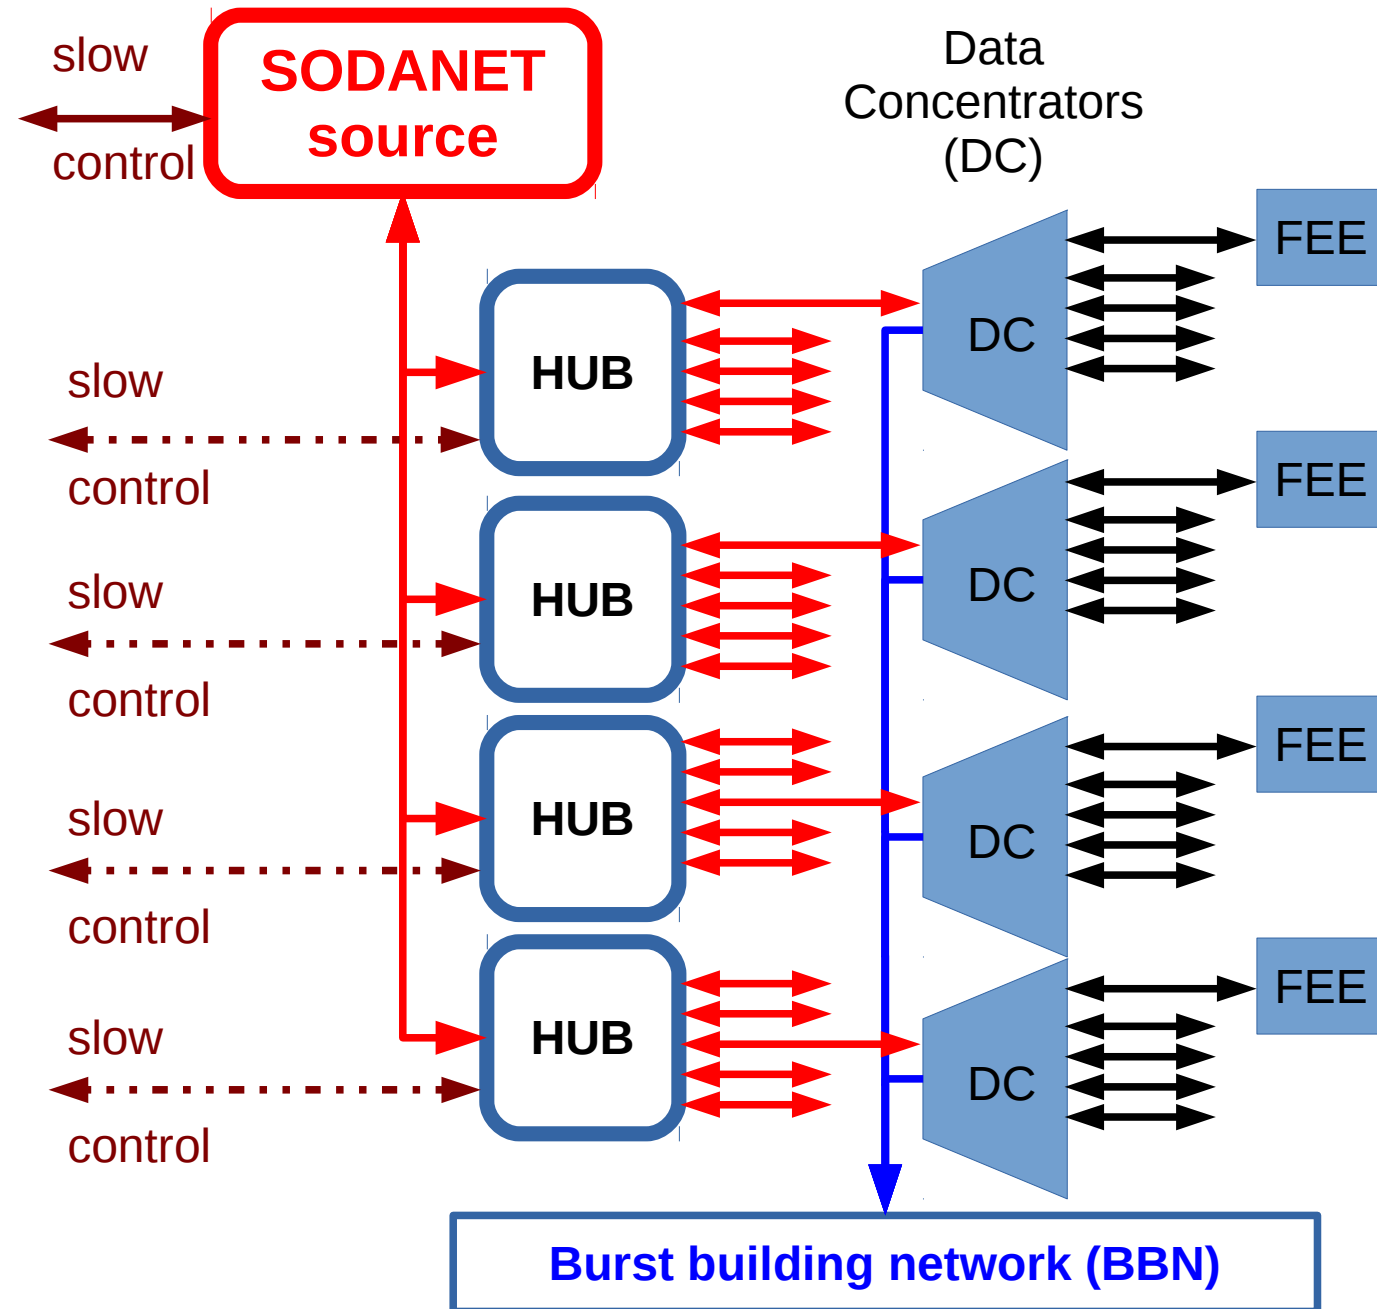 slow
control
SODANET
source
Data
Concentrators
(DC)
FEE
slow
control
HUB
DC
FEE
slow
control
HUB
DC
FEE
slow
control
HUB
DC
FEE
slow
control
HUB
DC
Burst building network (BBN)